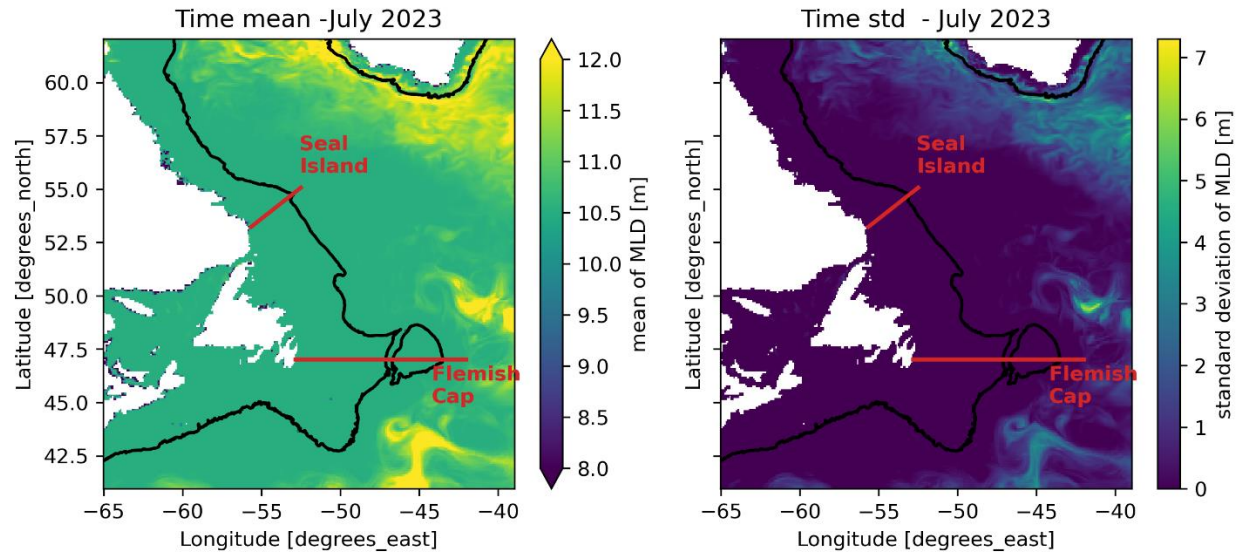 Time mean -July 2023
60.0
57.5
55.0
52.5
50.0
47.5
45.0
42.5
Latitude [degrees_north]
−65
−60
−55
−50
−45
−40
Longitude [degrees_east]
Seal
Island
Flemish
Cap
12.0
11.5
11.0
10.5
10.0
9.5
9.0
8.5
8.0
mean of MLD [m]
Time std - July 2023
Latitude [degrees_north]
−65
−60
−55
−50
−45
−40
Longitude [degrees_east]
Seal
Island
Flemish
Cap
7
6
5
4
3
2
1
0
standard deviation of MLD [m]